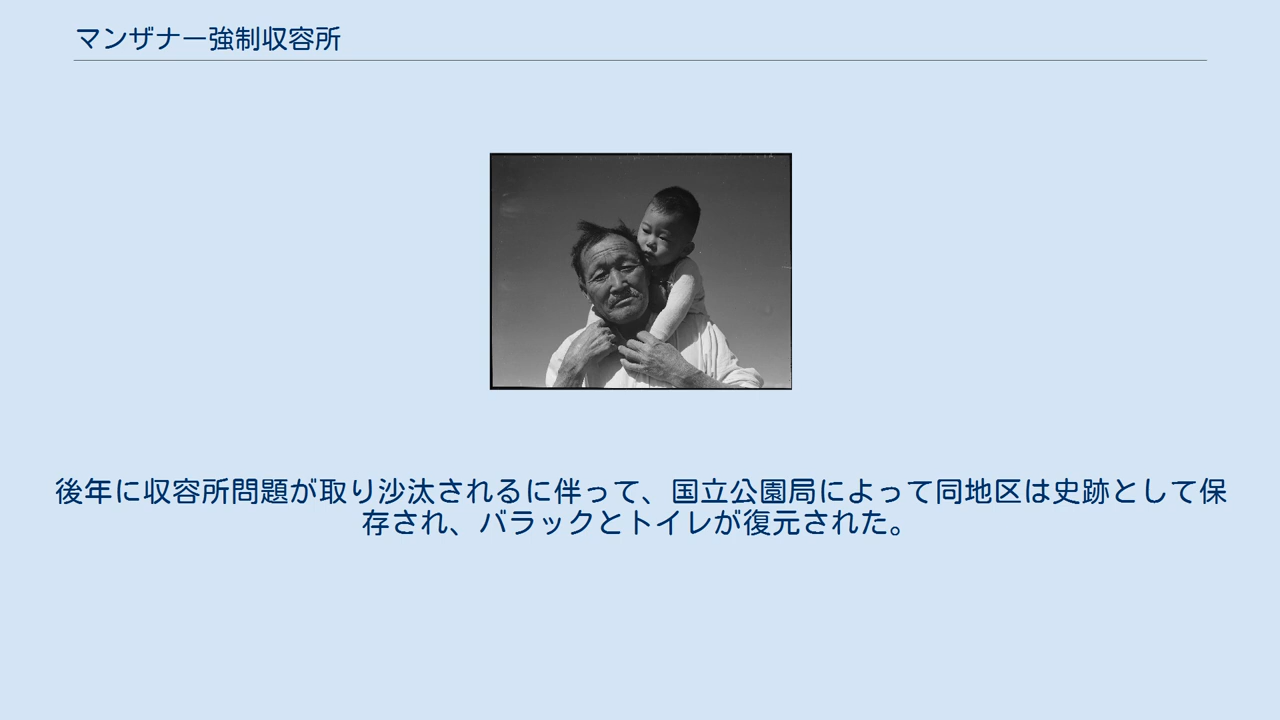 マンザナー強制収容所
後年に収容所問題が取り沙汰されるに伴って、国立公園局によって同地区は史跡として保
存され、バラックとトイレが復元された。